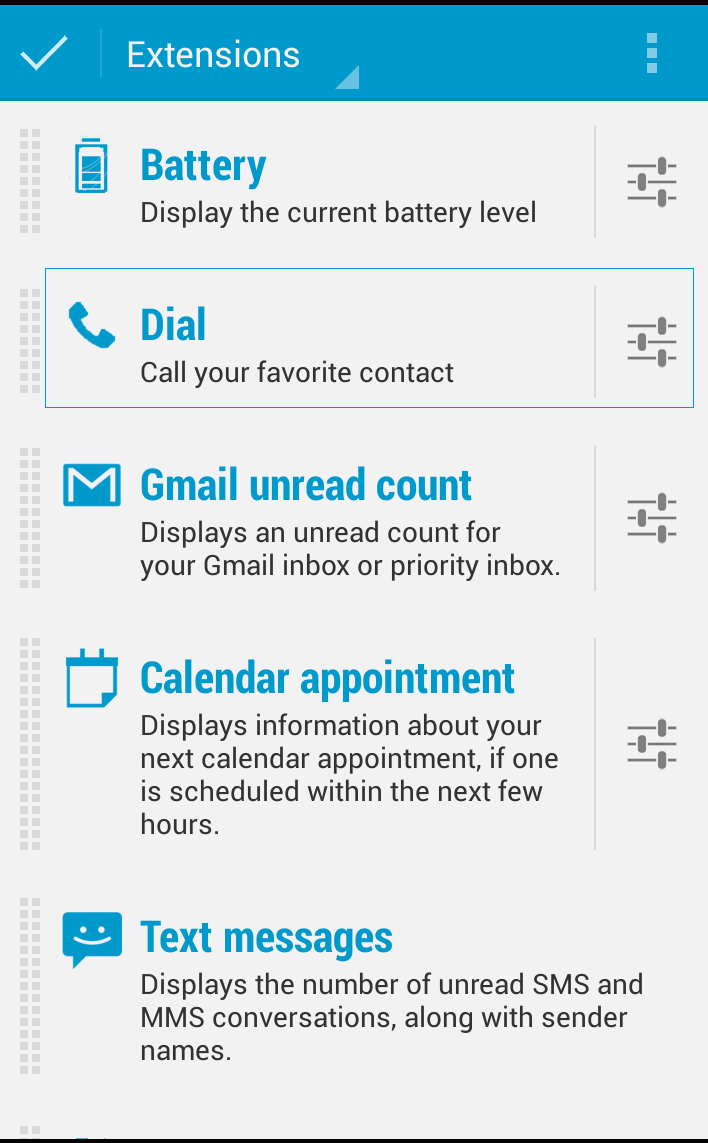 Extensions
Battery
Display the current battery level
Dial
Call your favorite contact
Gmail unread count
Displays an unread count for
your Gmail inbox or priority inbox.
Calendar appointment
Displays information about your
next calendar appointment, if one
is scheduled within the next few
hours.
Text messages
Displays the number of unread SMS and
MMS conversations, along with sender
names.